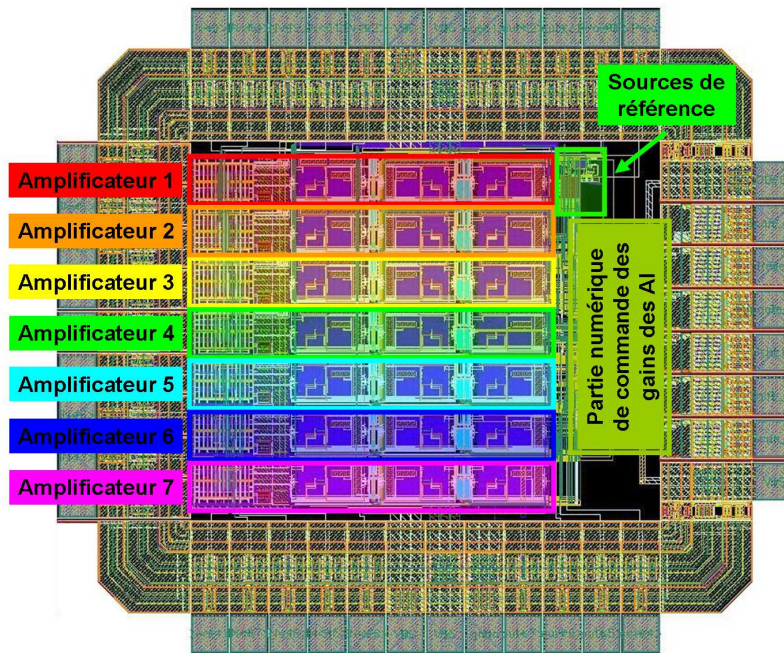 Sources de
référence
Amplificateur 1
Amplificateur 2
Amplificateur 3
Amplificateur 4
Amplificateur 5
Amplificateur 6
Amplificateur 7
Partie numérique
de commande des
gains des AI